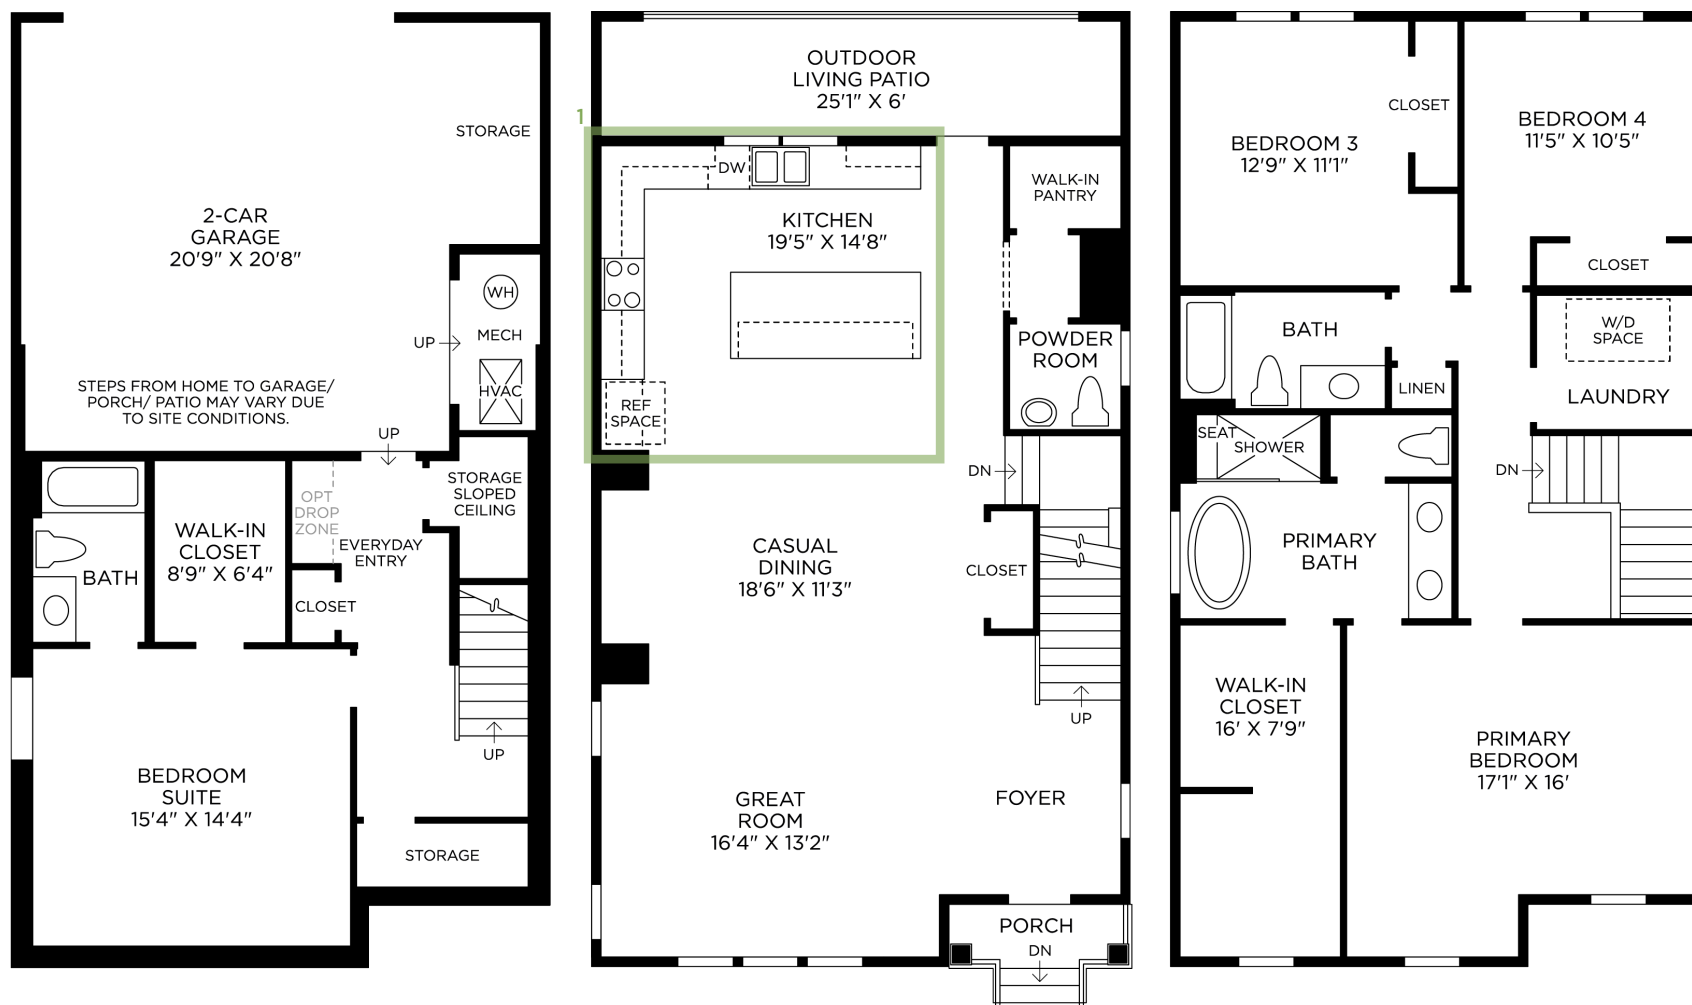 STORAGE
2-CAR
GARAGE
20'9" X 20'8"
WH
MECH
UP
HVAC
STEPS FROM HOME TO GARAGE/
PORCH/ PATIO MAY VARY DUE
TO SITE CONDITIONS.
UP
STORAGE
SLOPED
CEILING
OPT
DROP
ZONE
WALK-IN
CLOSET
8'9" X 6'4"
EVERYDAY
ENTRY
BATH
CLOSET
UP
BEDROOM
SUITE
15'4" X 14'4"
STORAGE
OUTDOOR
LIVING PATIO
25'1" X 6'
1
DW
WALK-IN
PANTRY
KITCHEN
19'5" X 14'8"
POWDER
ROOM
REF
SPACE
DN
CASUAL
DINING
18'6" X 11'3"
CLOSET
UP
GREAT
ROOM
16'4" X 13'2"
FOYER
PORCH
DN
CLOSET
BEDROOM 3
12'9" X 11'1"
BEDROOM 4
11'5" X 10'5"
CLOSET
BATH
W/D
SPACE
LINEN
LAUNDRY
SEAT
SHOWER
DN
PRIMARY
BATH
WALK-IN
CLOSET
16' X 7'9"
PRIMARY
BEDROOM
17'1" X 16'